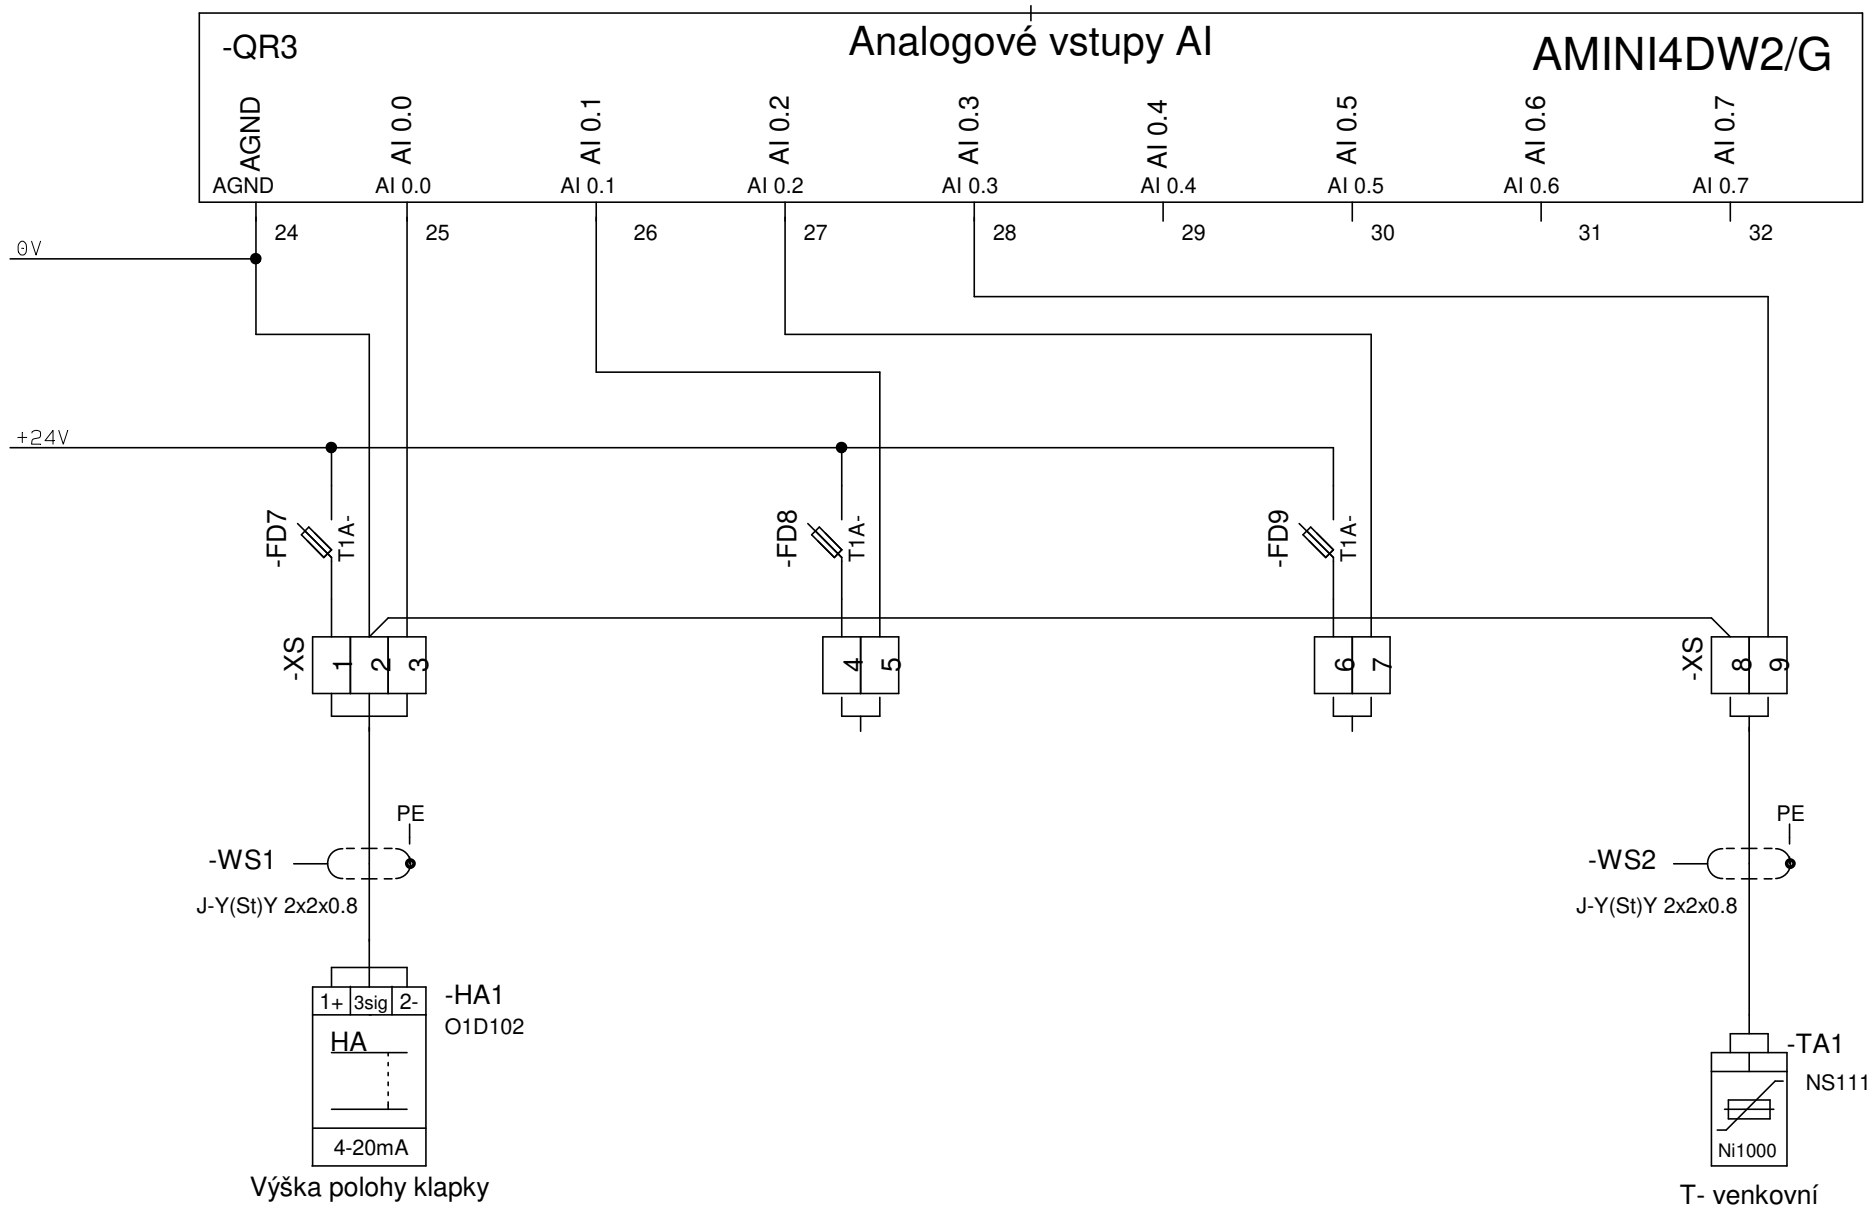 -QR3
Analogové vstupy AI
AMINI4DW2/G
AGND
AI 0.0
AI 0.1
AI 0.2
AI 0.3
AI 0.4
AI 0.5
AI 0.6
AI 0.7
AGND
AI 0.0
AI 0.1
AI 0.2
AI 0.3
AI 0.4
AI 0.5
AI 0.6
AI 0.7
24
25
26
27
28
29
30
31
32
0V
+24V
-FD7
T1A-
-FD8
T1A-
-FD9
T1A-
-XS
1
2
3
4
5
6
7
-XS
8
9
PE
-WS1
J-Y(St)Y 2x2x0.8
PE
-WS2
J-Y(St)Y 2x2x0.8
1+
3sig
2-
-HA1
O1D102
HA
4-20mA
Výška polohy klapky
-TA1
NS111
Ni1000
T- venkovní